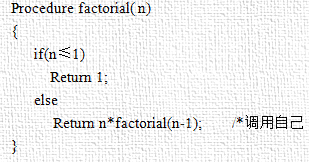 Procedure factorial( n)
{
if(n≤1)
Return 1;
else
Return n*factorial(n-1); /*调用自己
}